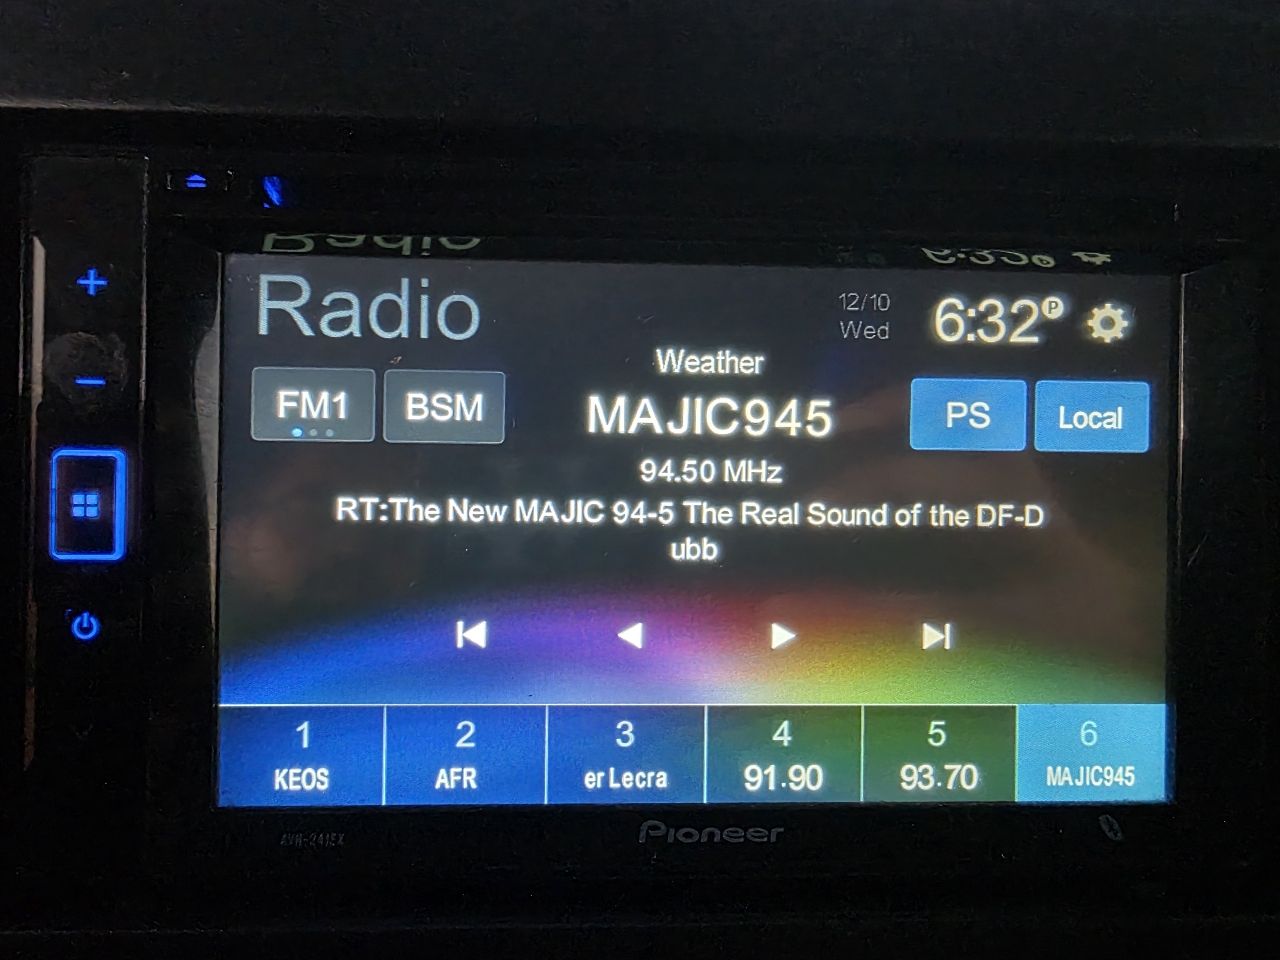 Radio
12/10
Wed
6:32 P
Weather
FM1
BSM
MAJIC945
PS
Local
94.50 MHz
RT:The New MAJIC 94-5 The Real Sound of the DF-D
ubb
1
KEOS
2
AFR
3
er Lecra
4
91.90
5
93.70
6
MAJIC945
Pioneer